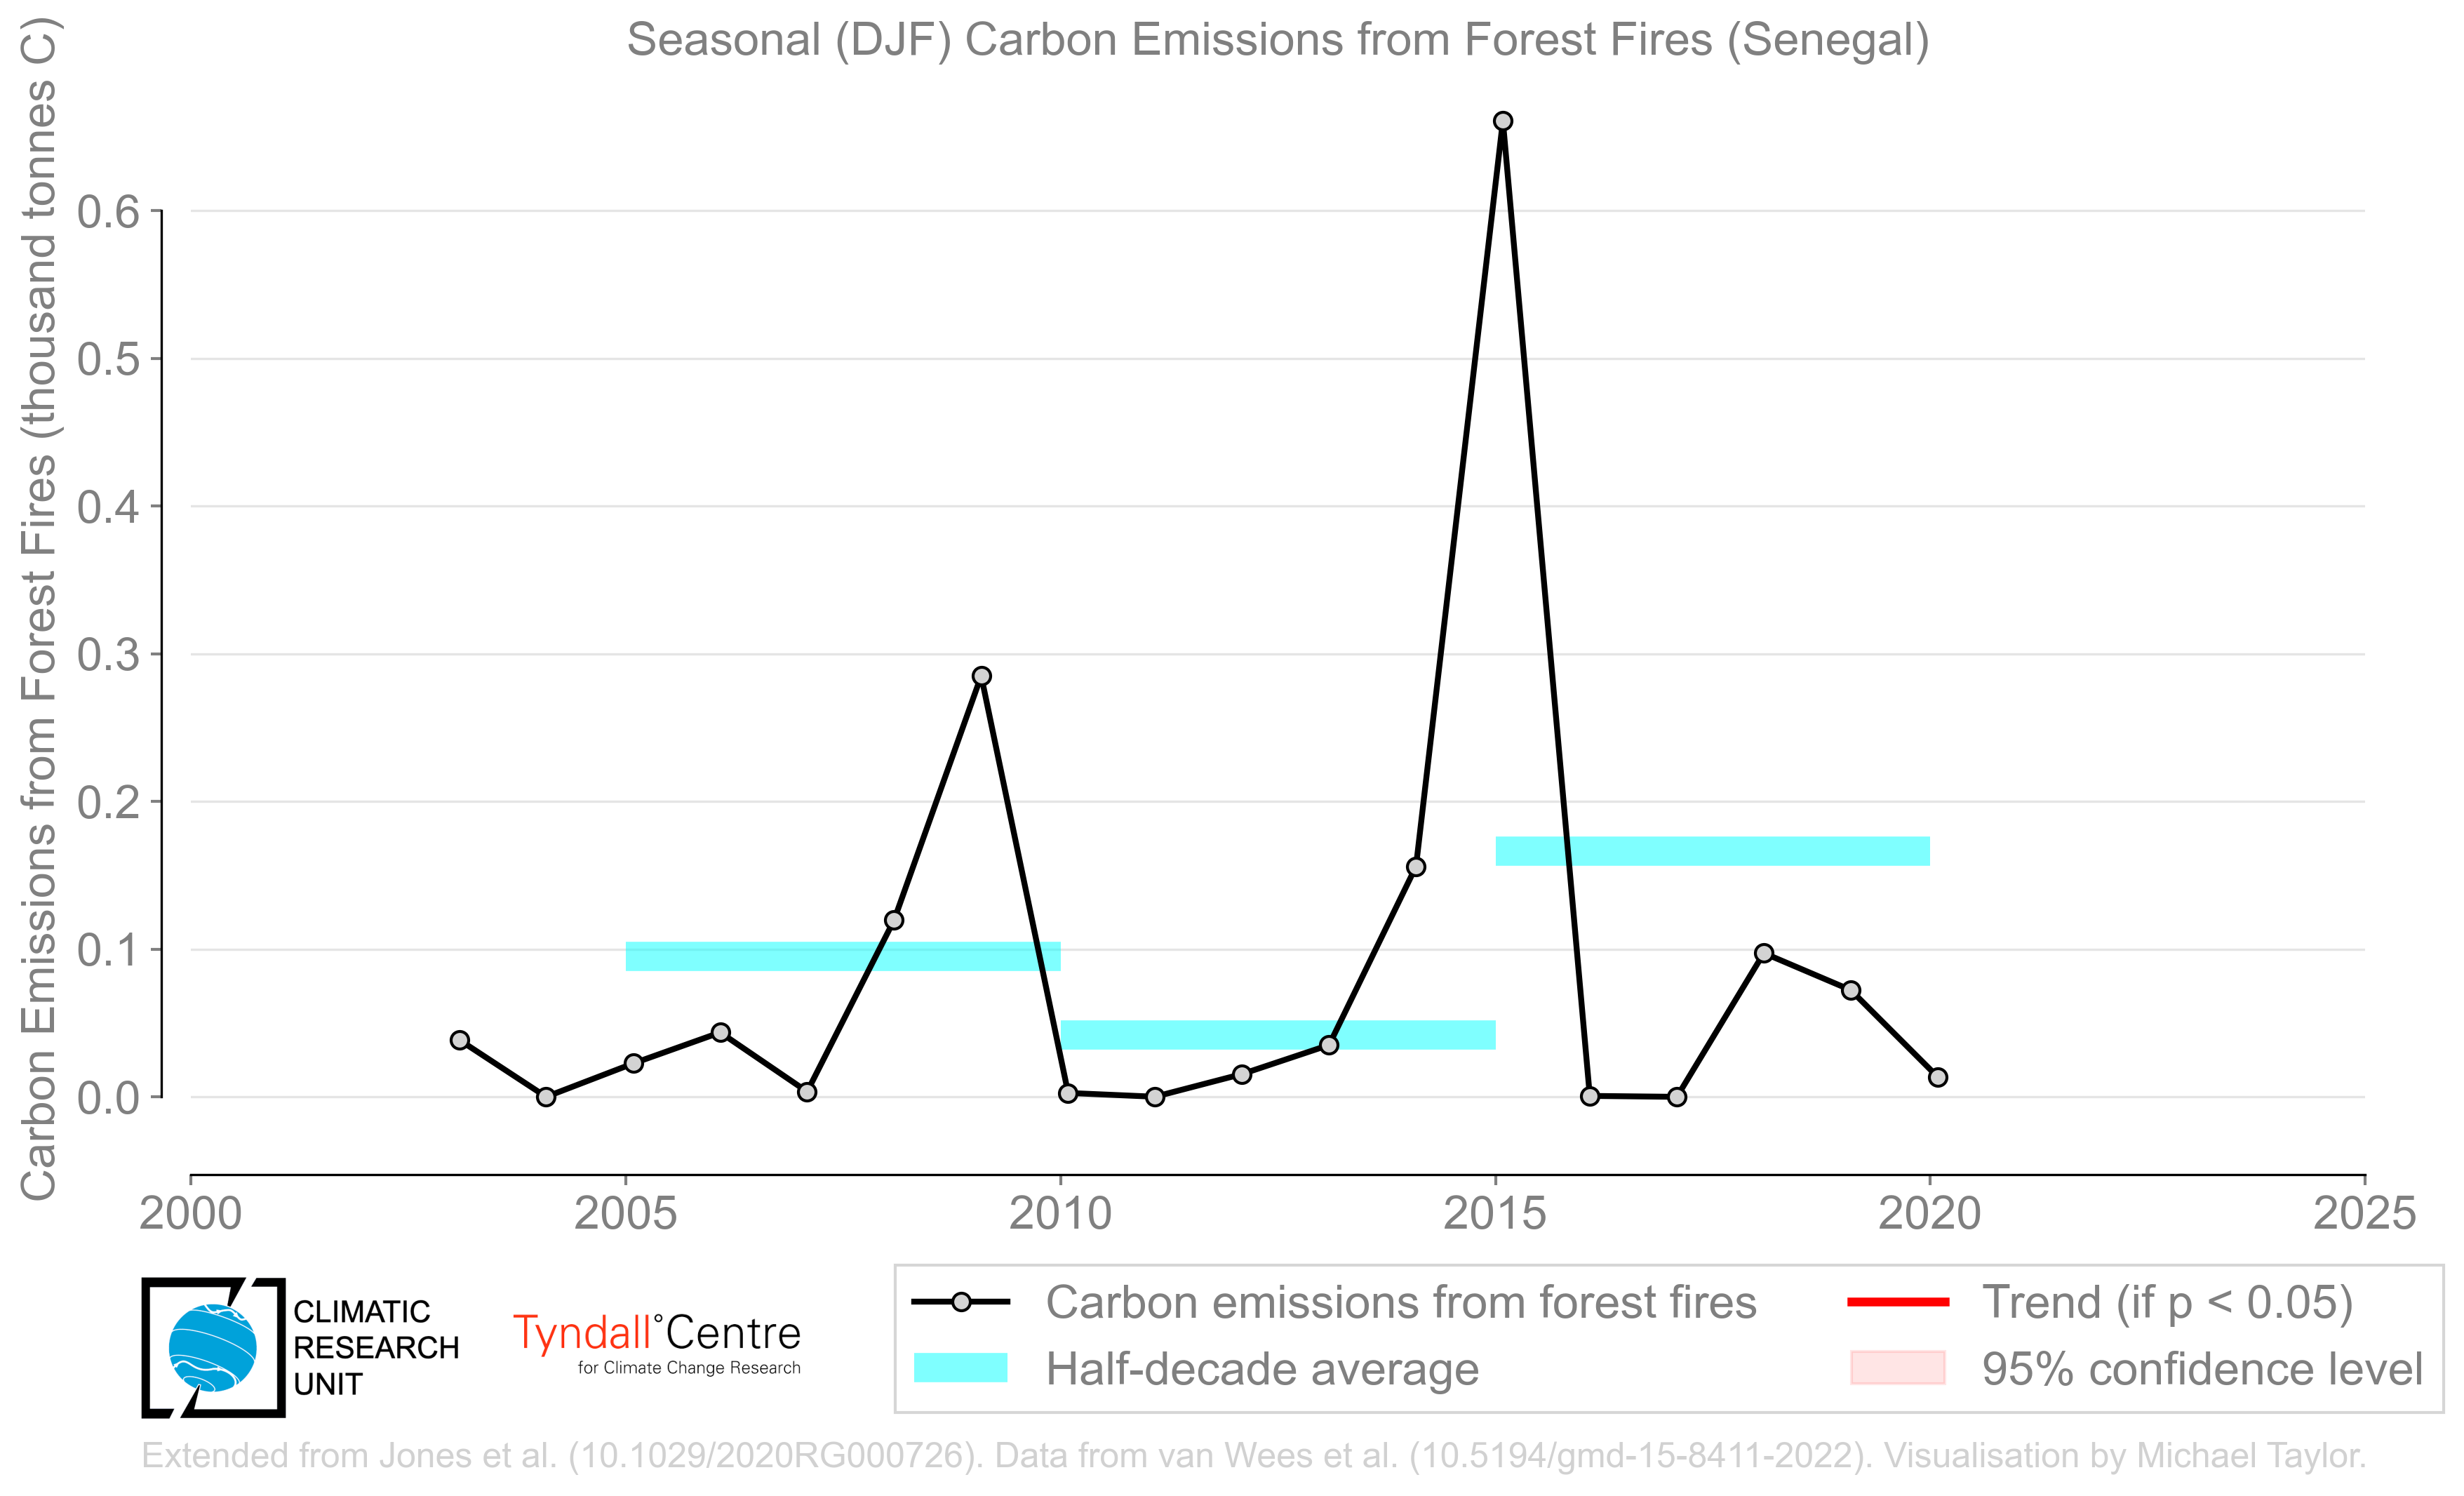 Seasonal (DJF) Carbon Emissions from Forest Fires (Senegal)
Carbon Emissions from Forest Fires (thousand tonnes C)
0.6
0.5
0.4
0.3
0.2
0.1
0.0
2000
2005
2010
2015
2020
2025
CLIMATIC
RESEARCH
UNIT
Tyndall°Centre
for Climate Change Research
Carbon emissions from forest fires
Half-decade average
Trend (if p < 0.05)
95% confidence level
Extended from Jones et al. (10.1029/2020RG000726). Data from van Wees et al. (10.5194/gmd-15-8411-2022). Visualisation by Michael Taylor.